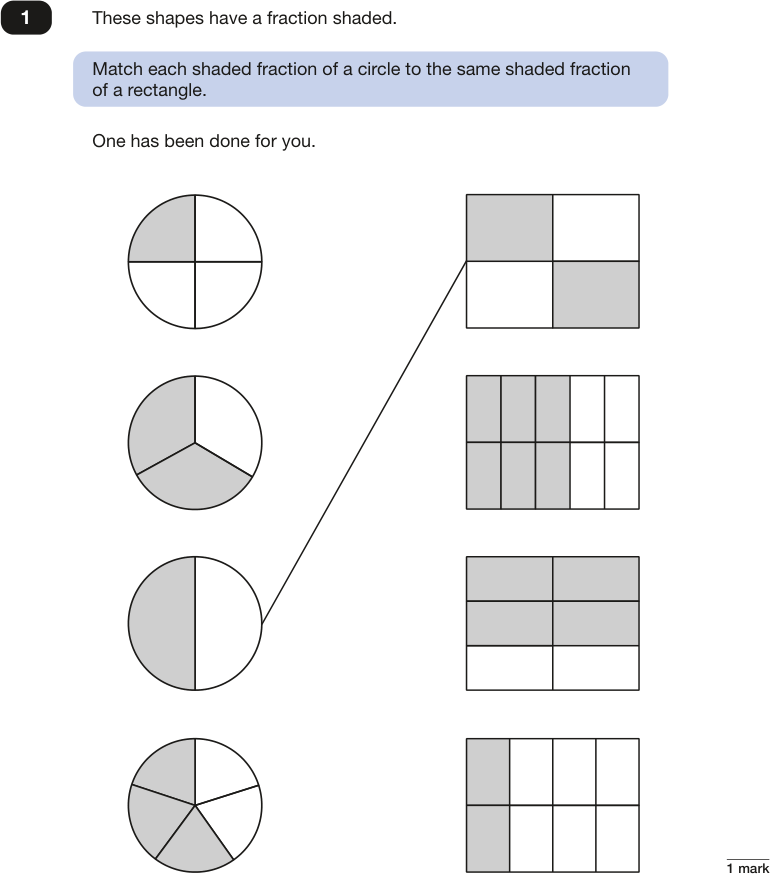 1
These shapes have a fraction shaded.
Match each shaded fraction of a circle to the same shaded fraction
of a rectangle.
One has been done for you.
1 mark